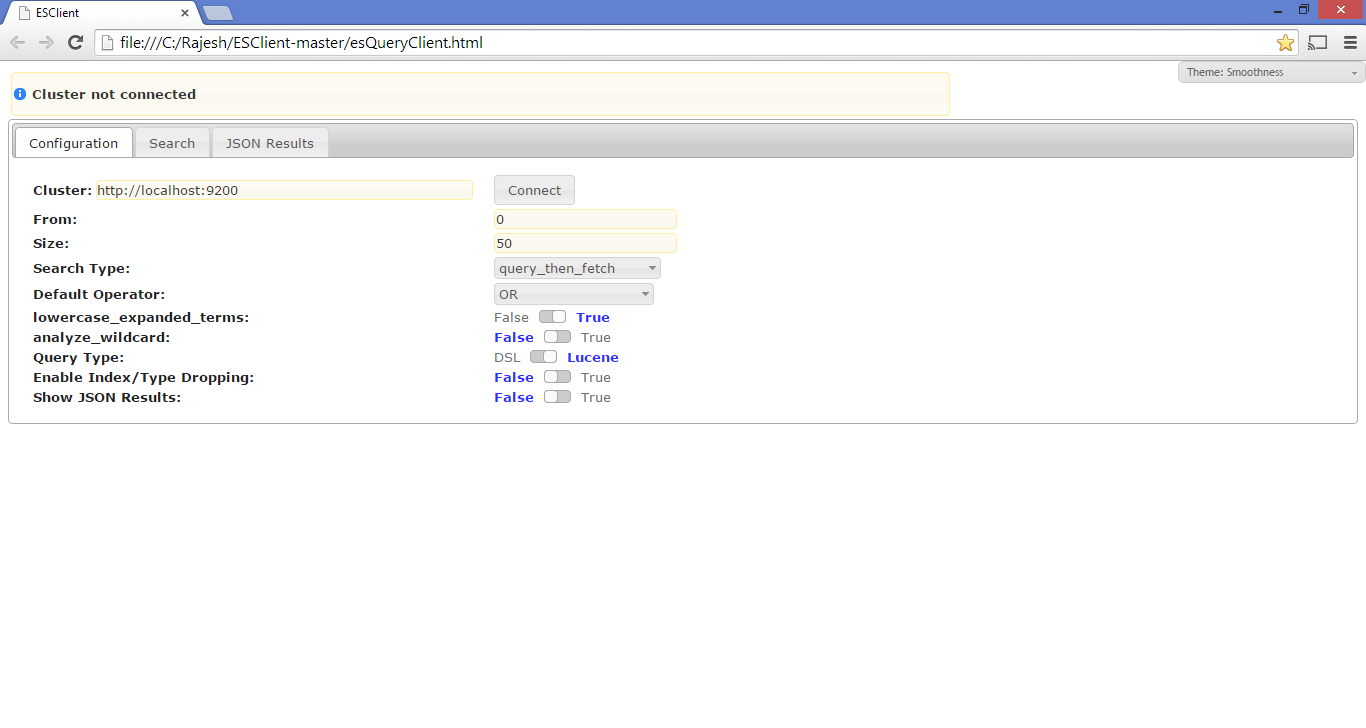 ESClient
file:///C:/Rajesh/ESClient-master/esQueryClient.html
Theme: Smoothness
Cluster not connected
Configuration Search JSON Results
Cluster: http://localhost:9200 Connect
From: 0
Size: 50
Search Type: query_then_fetch
Default Operator: OR
lowercase_expanded_terms: False True
analyze_wildcard: False True
Query Type: DSL Lucene
Enable Index/Type Dropping: False True
Show JSON Results: False True